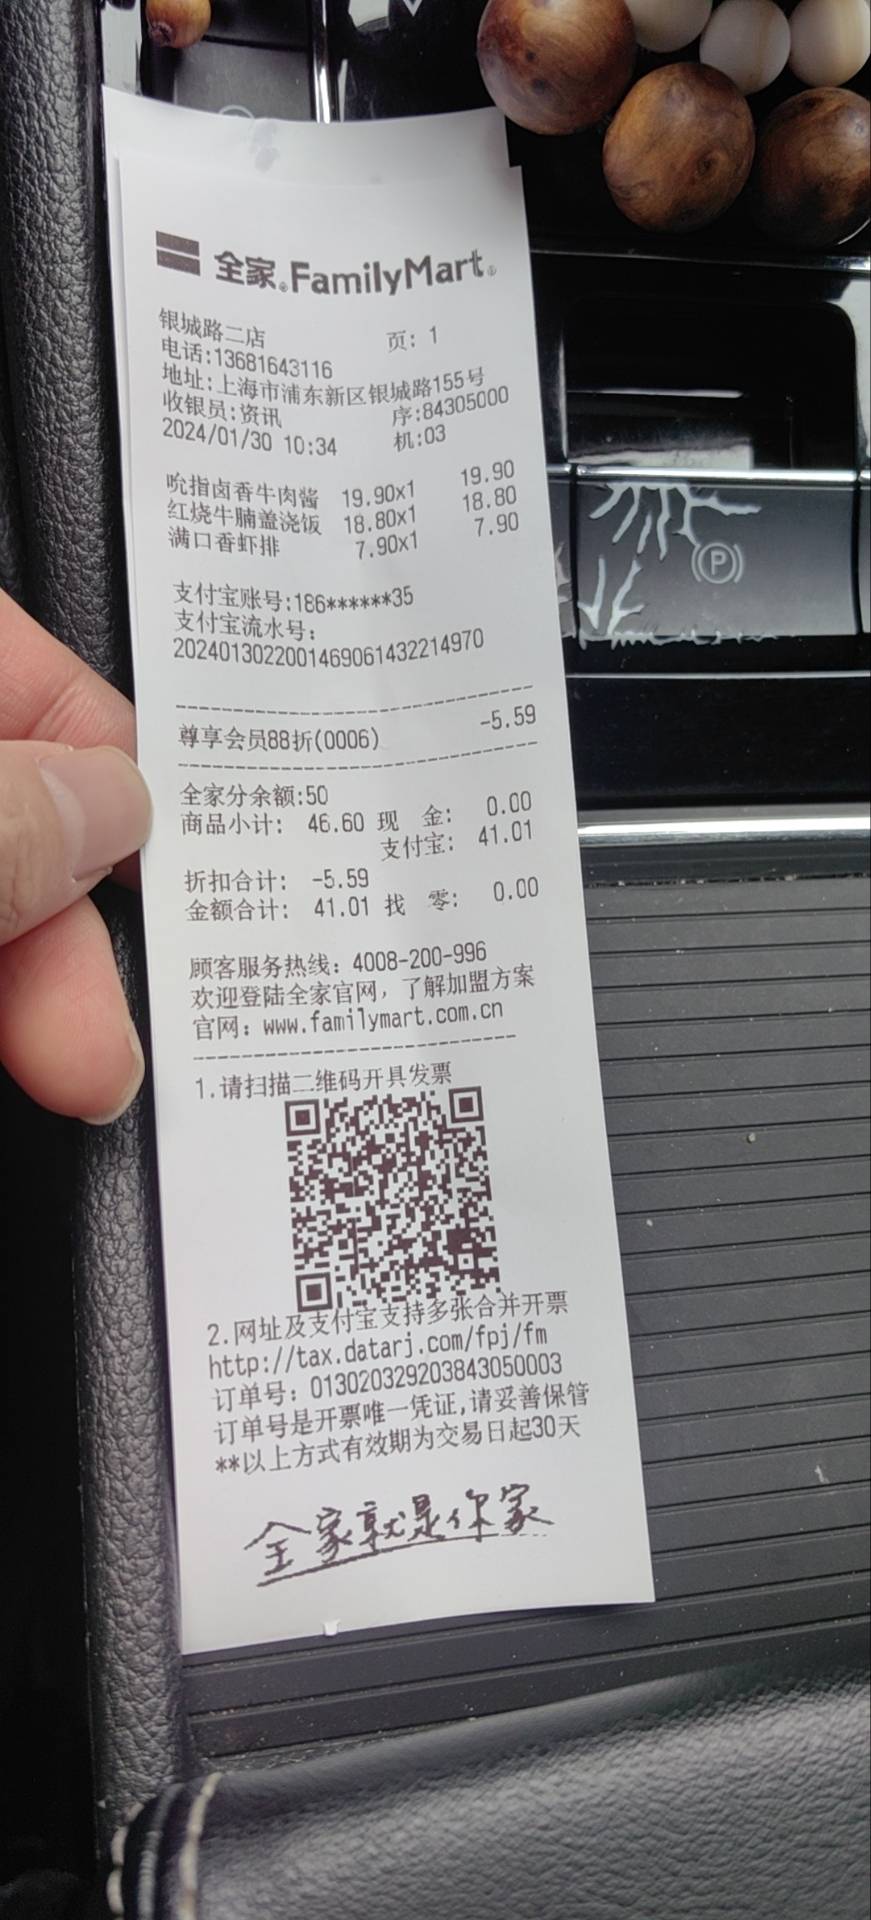 全家®FamilyMart®
银城路二店 页: 1
电话:13681643116
地址:上海市浦东新区银城路155号
收银员:资讯 序:84305000
2024/01/30 10:34 机:03
吮指卤香牛肉酱 19.90x1 19.90
红烧牛腩盖浇饭 18.80x1 18.80
满口香虾排 7.90x1 7.90
支付宝账号:186******35
支付宝流水号:
2024013022001469061432214970
尊享会员88折(0006) -5.59
全家分余额:50
商品小计: 46.60 现 金: 0.00
支付宝: 41.01
折扣合计: -5.59
金额合计: 41.01 找 零: 0.00
顾客服务热线: 4008-200-996
欢迎登陆全家官网，了解加盟方案
官网: www.familymart.com.cn
1.请扫描二维码开具发票
2.网址及支付宝支持多张合并开票
http://tax.datarj.com/fpj/fm
订单号: 013020329203843050003
订单号是开票唯一凭证,请妥善保管
**以上方式有效期为交易日起30天
全家就是你家
P